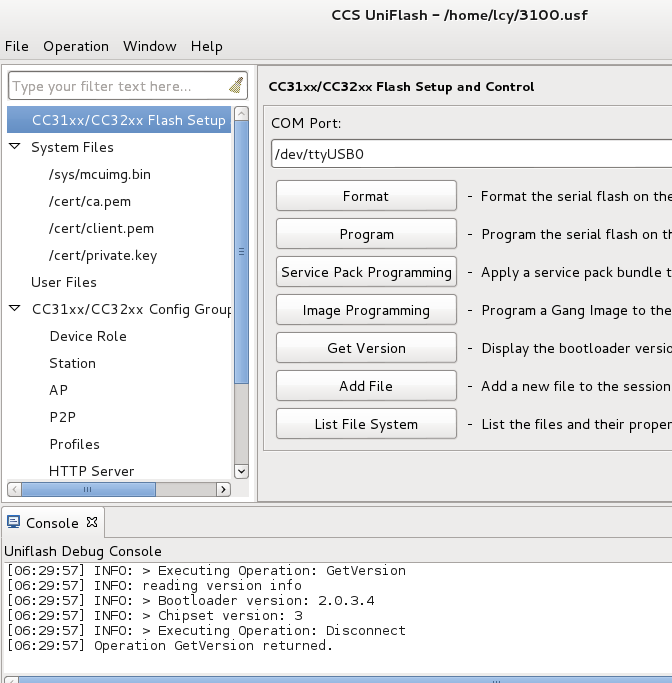 CCS UniFlash - /home/lcy/3100.usf
File Operation Window Help
Type your filter text here...
CC31xx/CC32xx Flash Setup
System Files
/sys/mcuimg.bin
/cert/ca.pem
/cert/client.pem
/cert/private.key
User Files
CC31xx/CC32xx Config Group
Device Role
Station
AP
P2P
Profiles
HTTP Server
CC31xx/CC32xx Flash Setup and Control
COM Port:
/dev/ttyUSB0
Format - Format the serial flash on the
Program - Program the serial flash on th
Service Pack Programming - Apply a service pack bundle t
Image Programming - Program a Gang Image to the
Get Version - Display the bootloader versio
Add File - Add a new file to the session
List File System - List the files and their proper
Console
Uniflash Debug Console
[06:29:57] INFO: > Executing Operation: GetVersion
[06:29:57] INFO: reading version info
[06:29:57] INFO: > Bootloader version: 2.0.3.4
[06:29:57] INFO: > Chipset version: 3
[06:29:57] INFO: > Executing Operation: Disconnect
[06:29:57] Operation GetVersion returned.